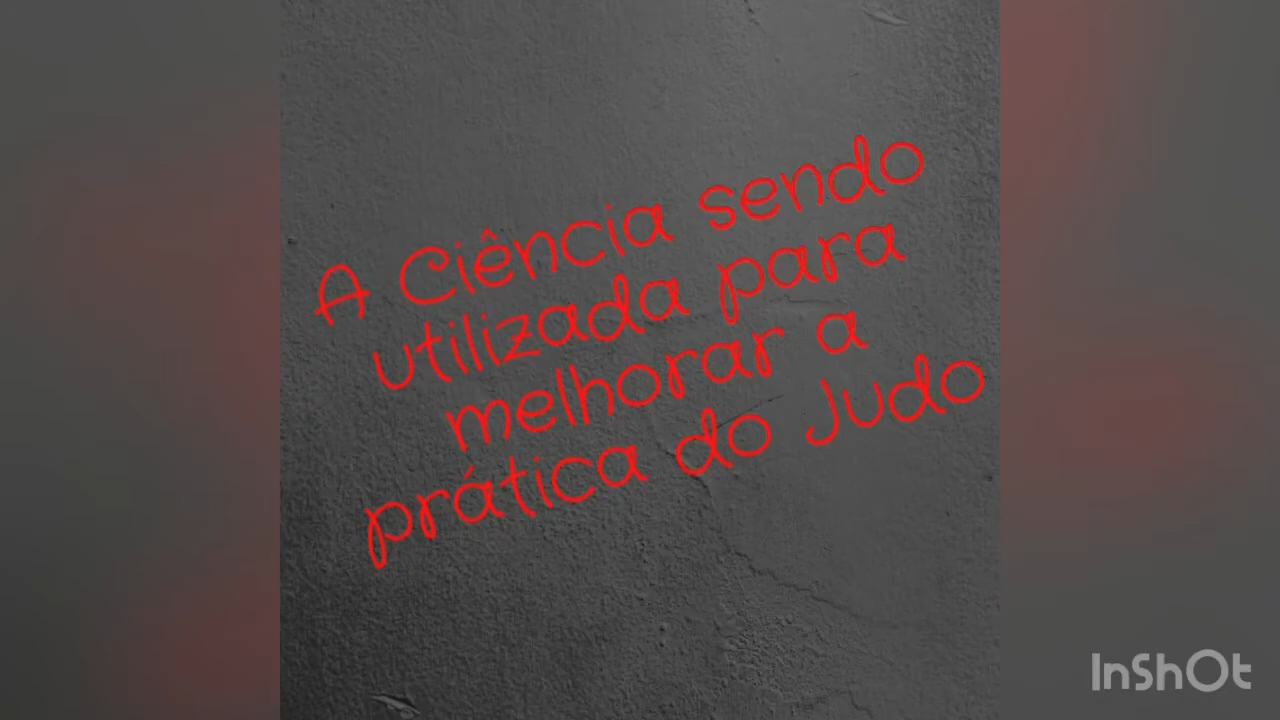 A Ciência sendo
utilizada para
melhorar a
prática do Judo
InShOt